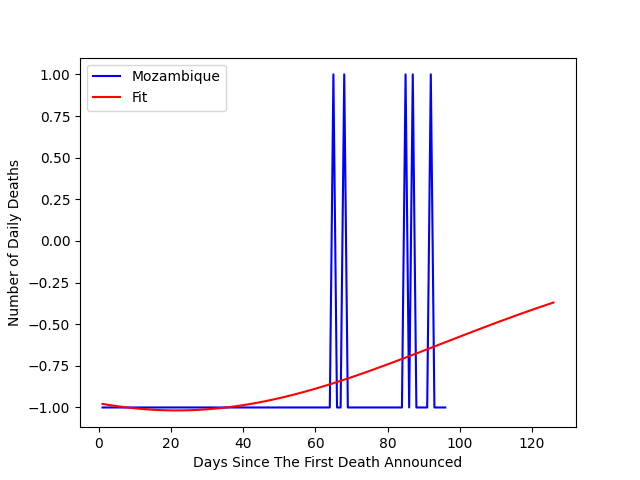 Mozambique
Fit
1.00
0.75
0.50
0.25
0.00
−0.25
−0.50
−0.75
−1.00
Number of Daily Deaths
0 20 40 60 80 100 120
Days Since The First Death Announced